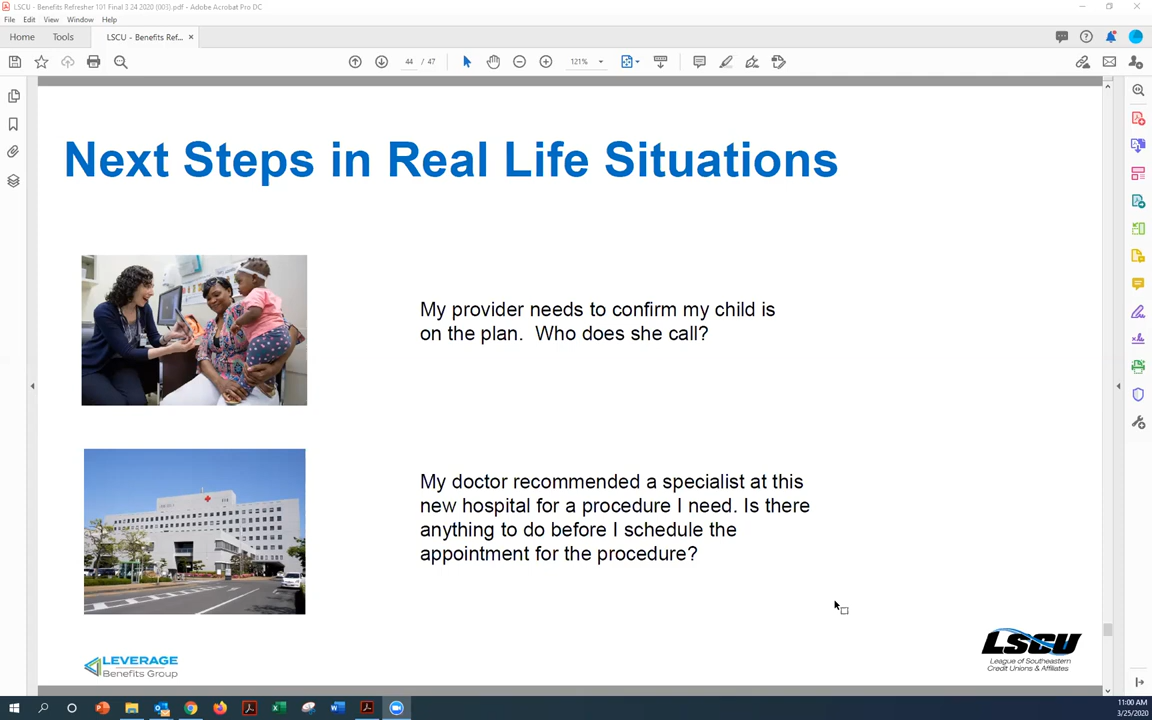 LSCU - Benefits Refresher 101 Final 3 24 2020 (003).pdf - Adobe Acrobat Pro DC
File Edit View Window Help
Home Tools LSCU - Benefits Ref... ×
44 / 47 121%
Next Steps in Real Life Situations
My provider needs to confirm my child is
on the plan. Who does she call?
My doctor recommended a specialist at this
new hospital for a procedure I need. Is there
anything to do before I schedule the
appointment for the procedure?
LEVERAGE
Benefits Group
LSCU
League of Southeastern
Credit Unions & Affiliates
11:00 AM
3/25/2020